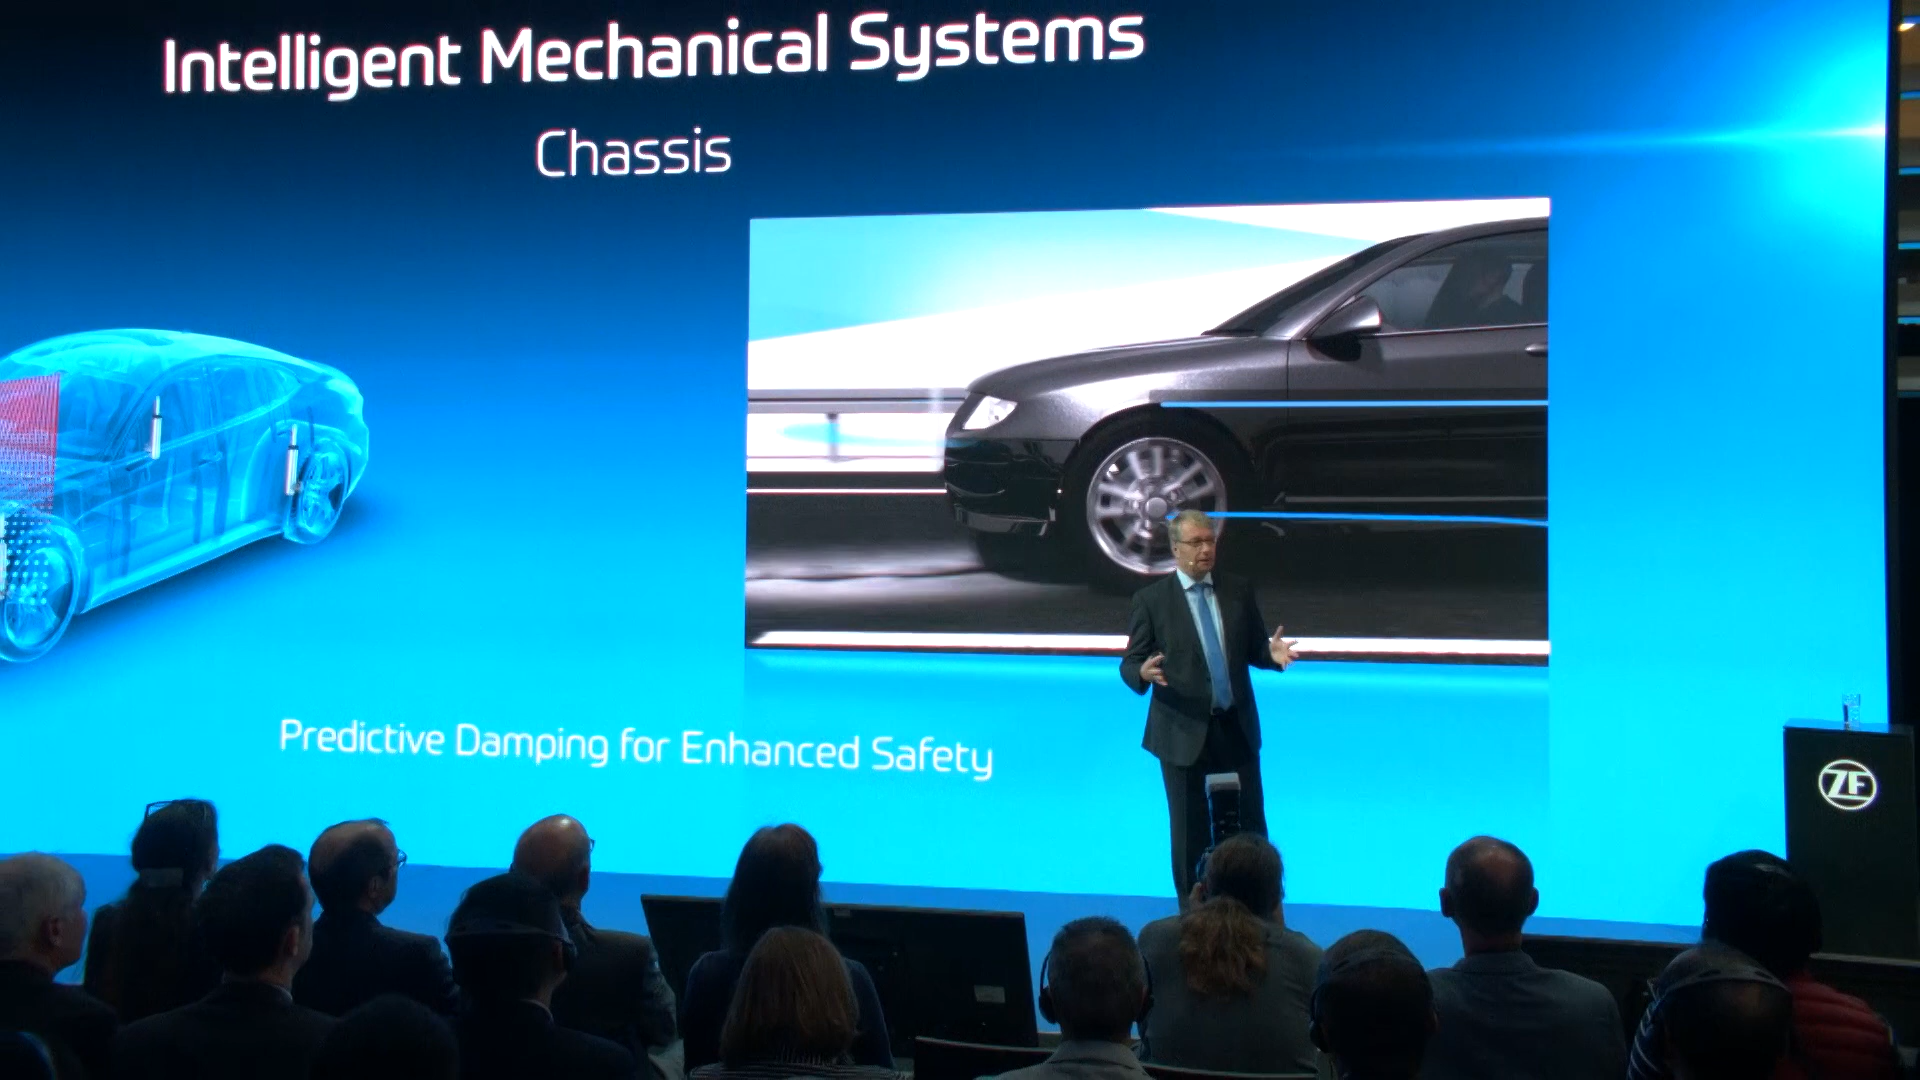 Intelligent Mechanical Systems
Chassis
Predictive Damping for Enhanced Safety
ZF